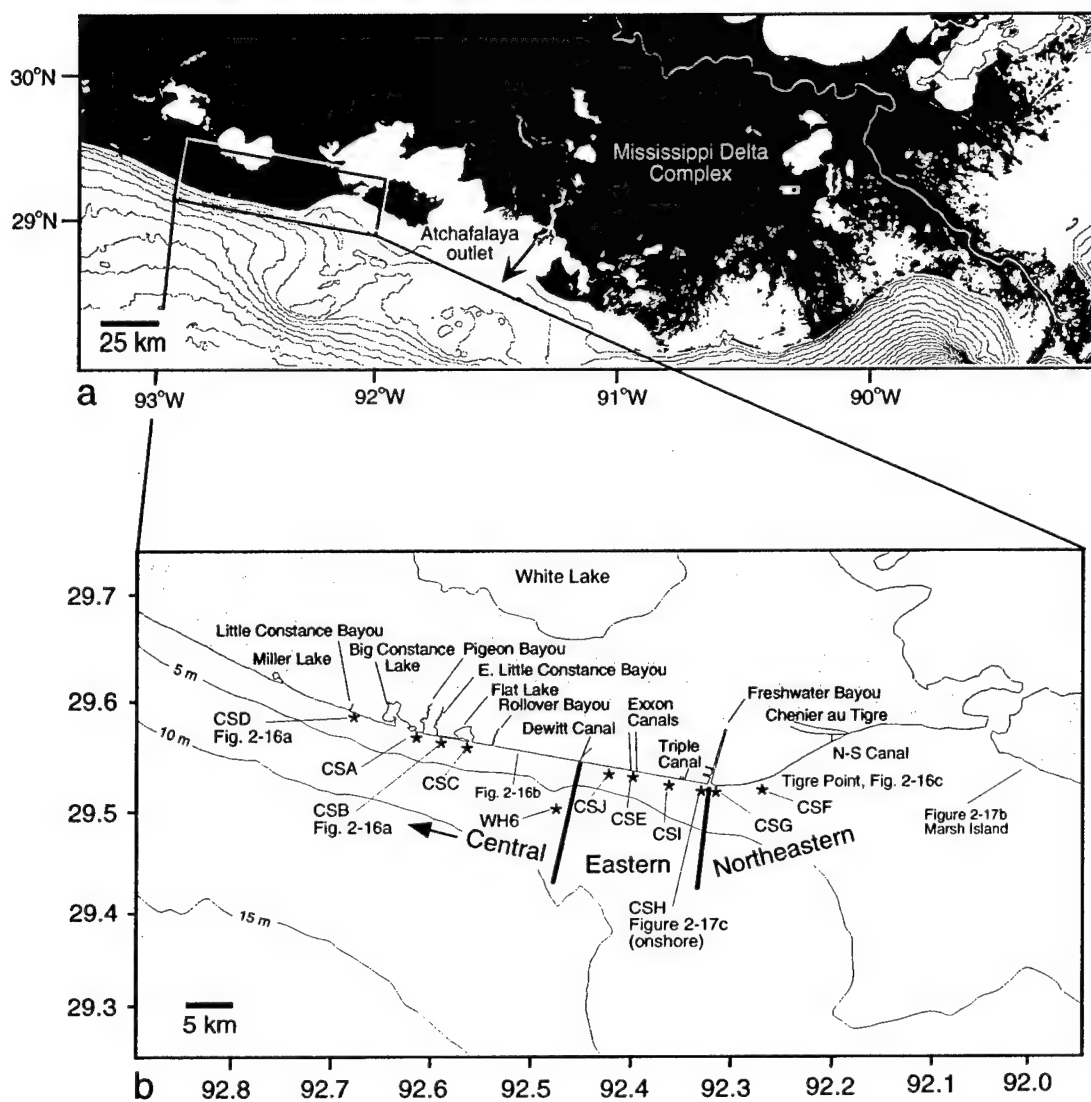 30°N
29°N
Mississippi Delta
Complex
Atchafalaya
outlet
25 km
a
93°W
92°W
91°W
90°W
29.7
29.6
29.5
29.4
29.3
White Lake
Little Constance Bayou
Miller Lake
Big Constance
Lake
Pigeon Bayou
E. Little Constance Bayou
Flat Lake
Rollover Bayou
Dewitt Canal
Exxon
Canals
Triple
Canal
Freshwater Bayou
Chenier au Tigre
N-S Canal
5 m
10 m
15 m
CSD
Fig. 2-16a
CSA
CSB
Fig. 2-16a
CSC
Fig. 2-16b
WH6
CSJ
CSE
CSI
CSG
CSF
Tigre Point, Fig. 2-16c
Figure 2-17b
Marsh Island
Central
Eastern
Northeastern
CSH
Figure 2-17c
(onshore)
5 km
b
92.8
92.7
92.6
92.5
92.4
92.3
92.2
92.1
92.0